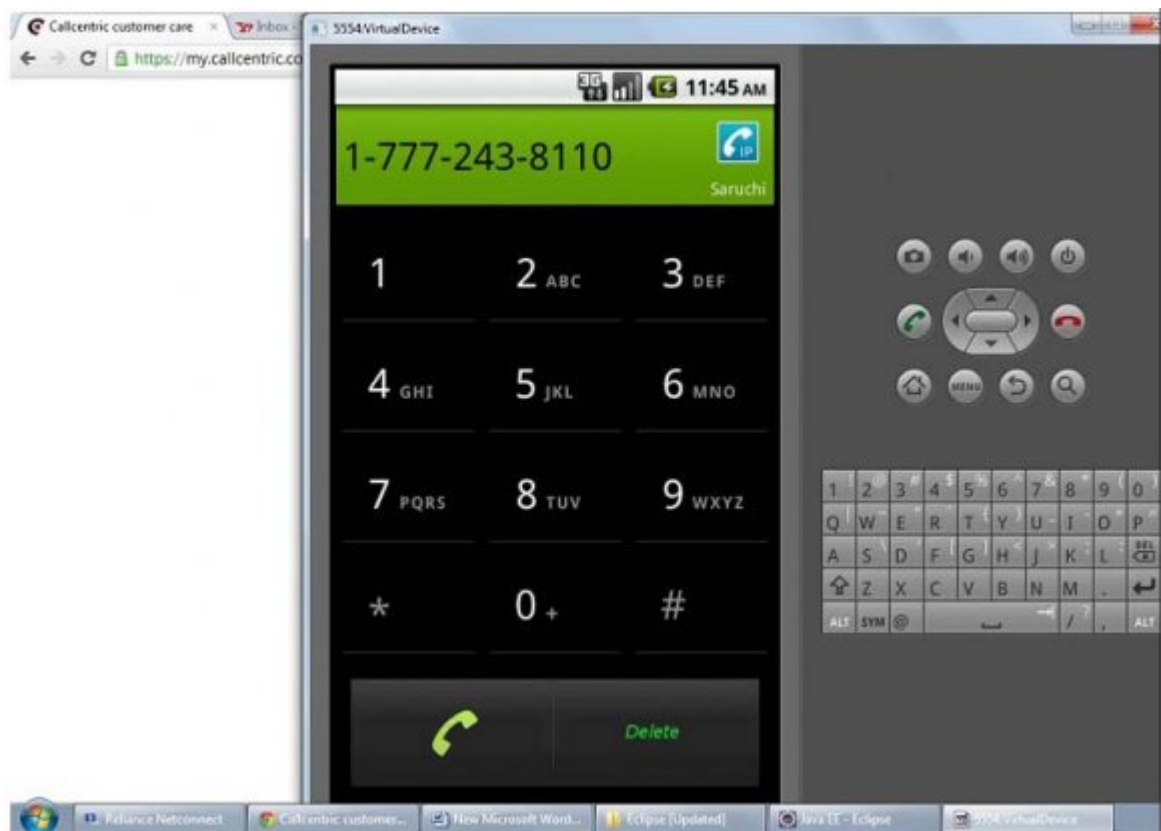 Callcentric customer care
Inbox -
5554:VirtualDevice
https://my.callcentric.co
3G
11:45 AM
1-777-243-8110
IP
Saruchi
1
2 ABC
3 DEF
4 GHI
5 JKL
6 MNO
7 PQRS
8 TUV
9 WXYZ
*
0 +
#
Delete
MENU
1 ! 2 @ 3 # 4 $ 5 % 6 ^ 7 & 8 * 9 ( 0 )
Q W E R T Y U I O P
A S D F G H J K L DEL
Z X C V B N M .
ALT SYM @ / ? , ALT
Reliance Netconnect
Callcentric customer...
New Microsoft Word...
Eclipse [Updated]
Java EE - Eclipse
5554:VirtualDevice